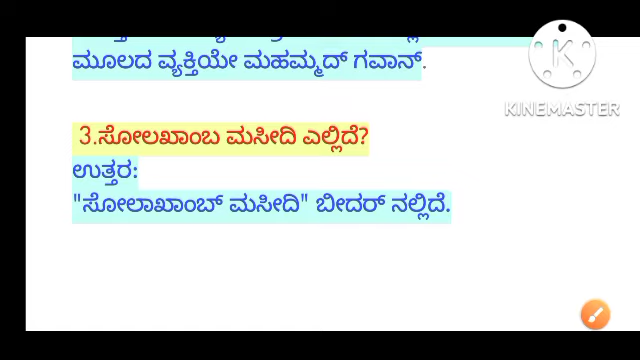 ಮೂಲದ ವ್ಯಕ್ತಿಯೇ ಮಹಮ್ಮದ್ ಗವಾನ್.
3.ಸೋಲಖಾಂಬ ಮಸೀದಿ ಎಲ್ಲಿದೆ?
ಉತ್ತರ:
"ಸೋಲಾಖಾಂಬ್ ಮಸೀದಿ" ಬೀದರ್ ನಲ್ಲಿದೆ.
K
KINEMASTER